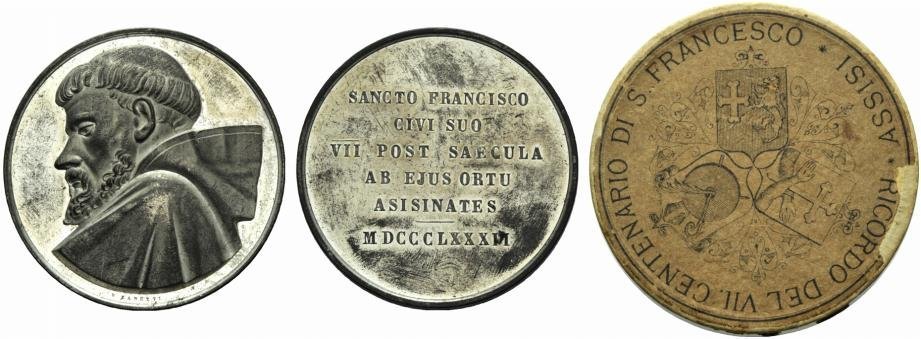 V. ZANETTI
SANCTO FRANCISCO
CIVI SUO
VII POST SAECULA
AB EJUS ORTU
ASISINATES
MDCCCLXXXII
RICORDO DEL VII. CENTENARIO DI S. FRANCESCO
ASSISI